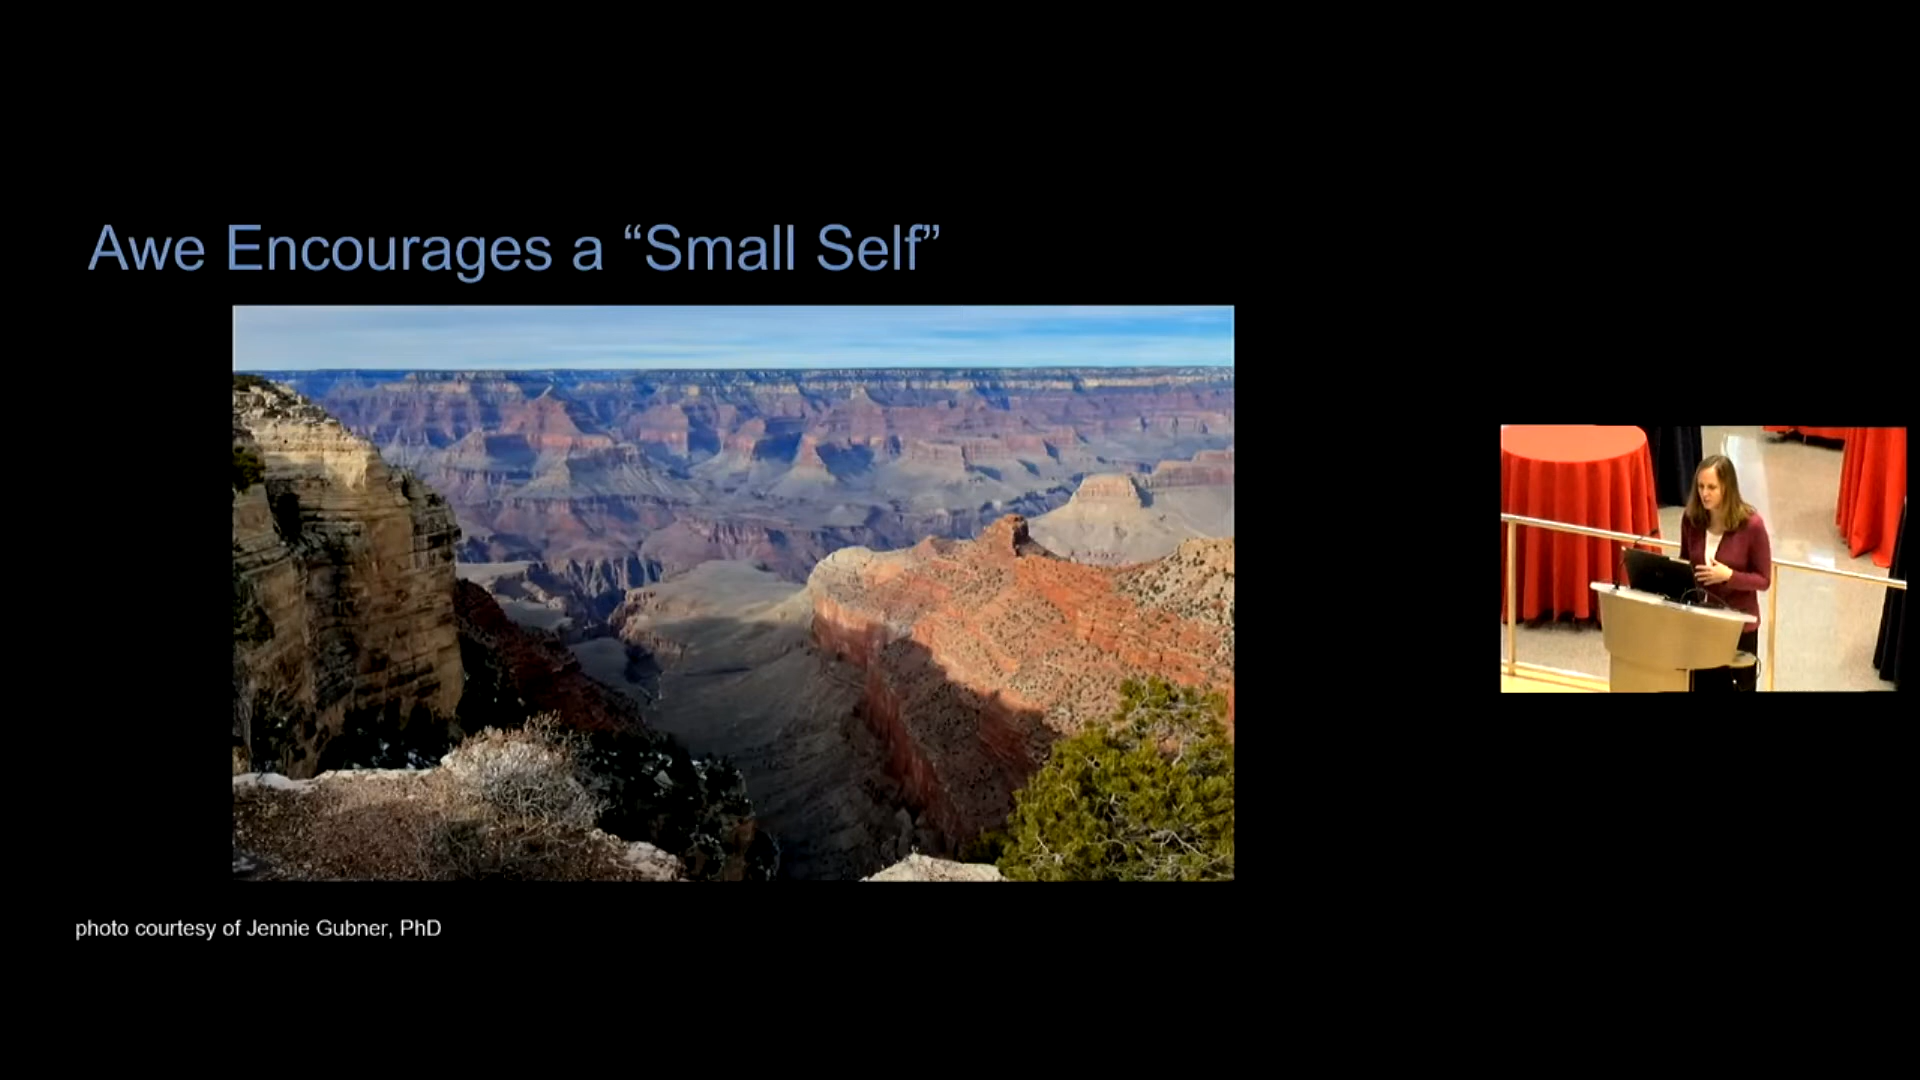 Awe Encourages a “Small Self”
photo courtesy of Jennie Gubner, PhD